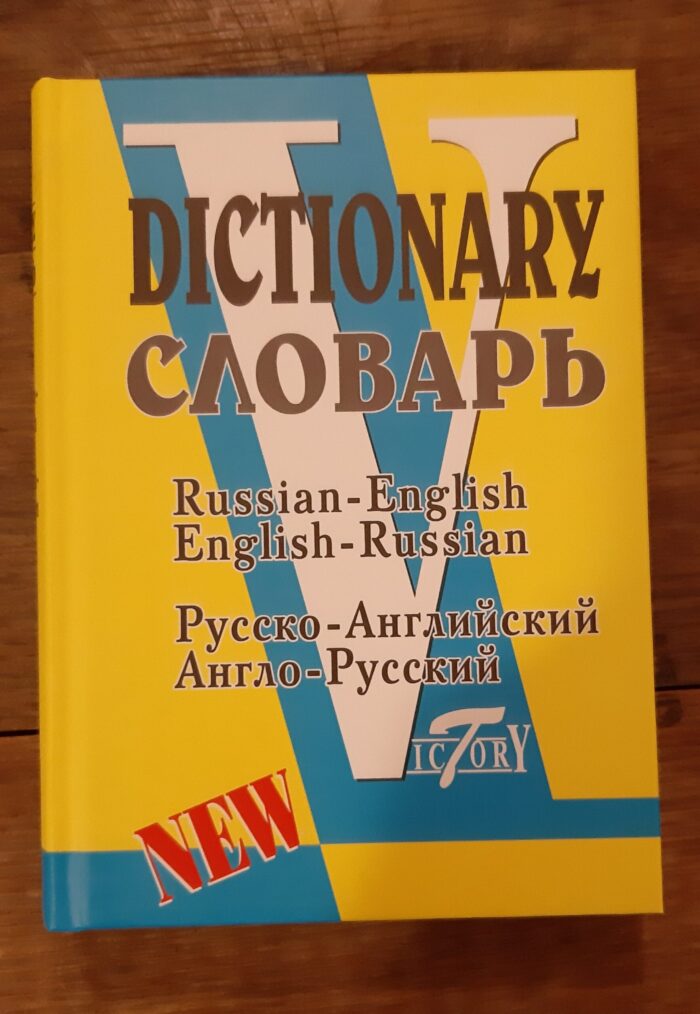 DICTIONARY
СЛОВАРЬ
Russian-English
English-Russian
Русско-Английский
Англо-Русский
VICTORY
NEW